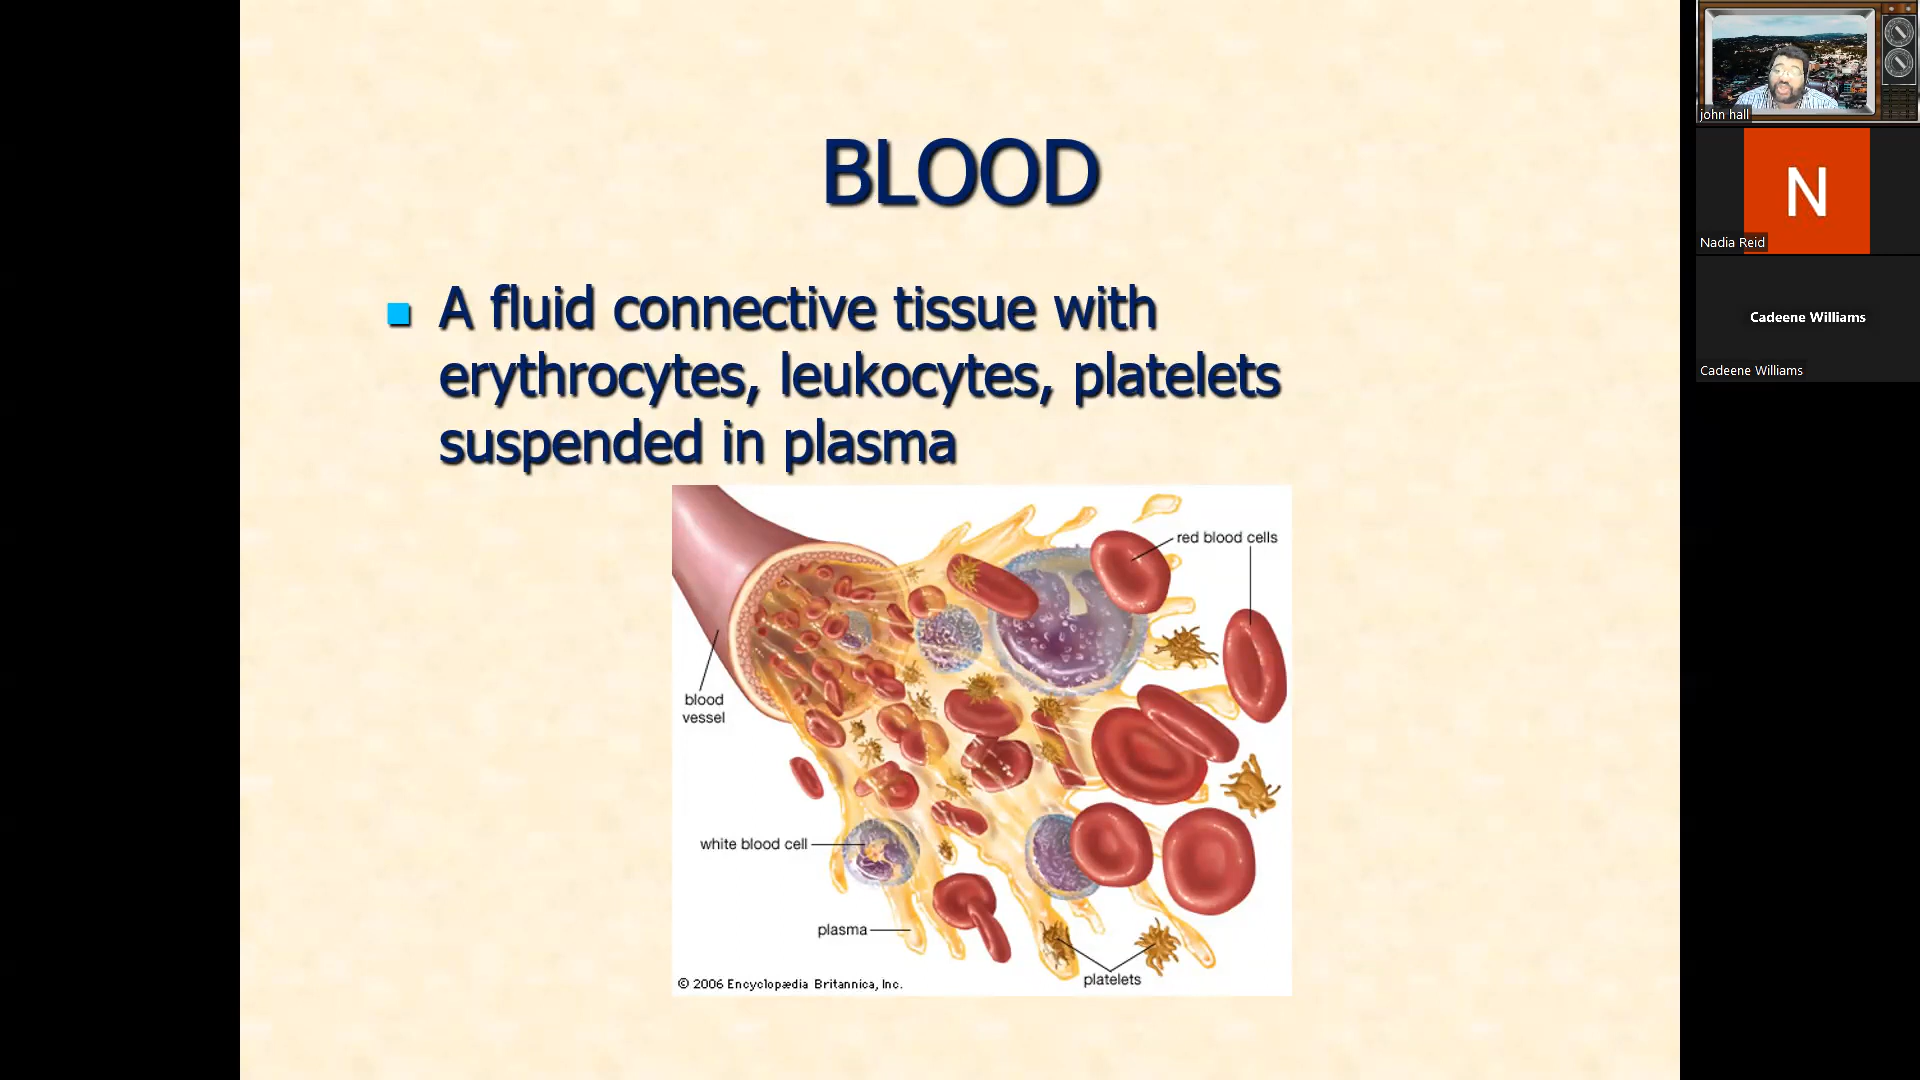 BLOOD
A fluid connective tissue with
erythrocytes, leukocytes, platelets
suspended in plasma
red blood cells
blood
vessel
white blood cell
plasma
platelets
© 2006 Encyclopædia Britannica, Inc.
john hall
N
Nadia Reid
Cadeene Williams
Cadeene Williams